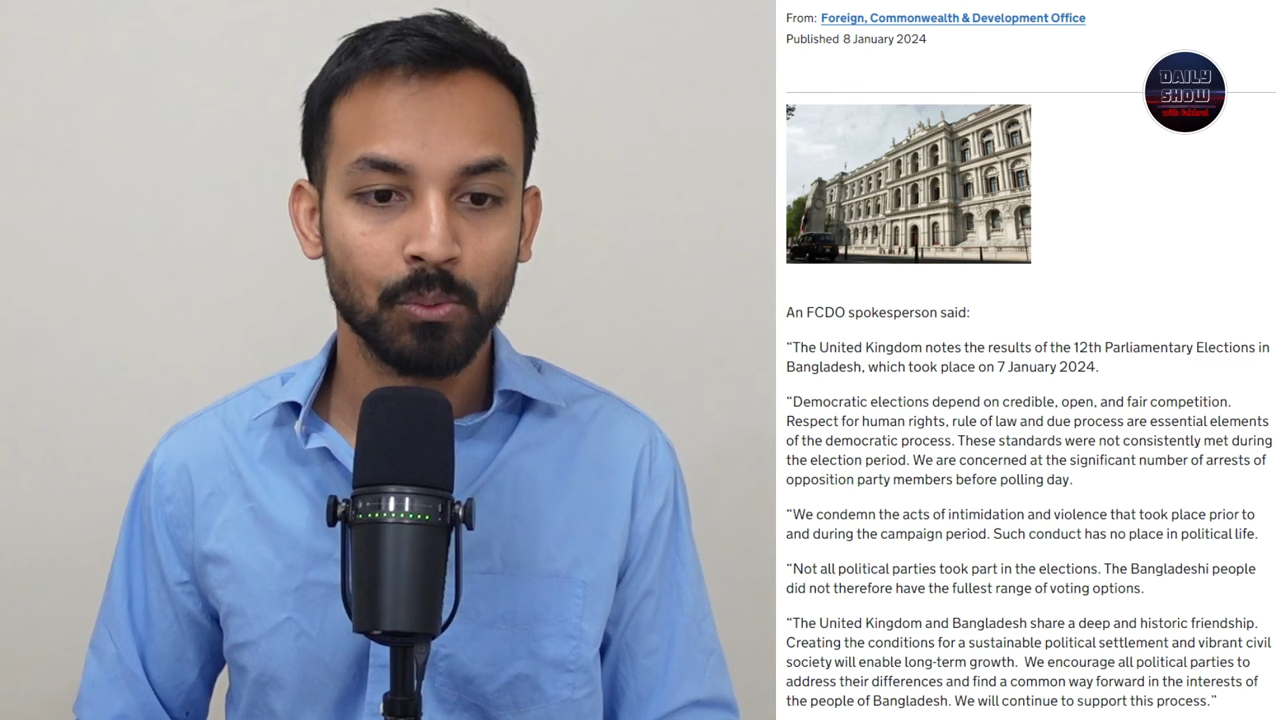 From: Foreign, Commonwealth & Development Office
Published 8 January 2024
DAILY
SHOW
An FCDO spokesperson said:
“The United Kingdom notes the results of the 12th Parliamentary Elections in
Bangladesh, which took place on 7 January 2024.
“Democratic elections depend on credible, open, and fair competition.
Respect for human rights, rule of law and due process are essential elements
of the democratic process. These standards were not consistently met during
the election period. We are concerned at the significant number of arrests of
opposition party members before polling day.
“We condemn the acts of intimidation and violence that took place prior to
and during the campaign period. Such conduct has no place in political life.
“Not all political parties took part in the elections. The Bangladeshi people
did not therefore have the fullest range of voting options.
“The United Kingdom and Bangladesh share a deep and historic friendship.
Creating the conditions for a sustainable political settlement and vibrant civil
society will enable long-term growth.  We encourage all political parties to
address their differences and find a common way forward in the interests of
the people of Bangladesh. We will continue to support this process.”